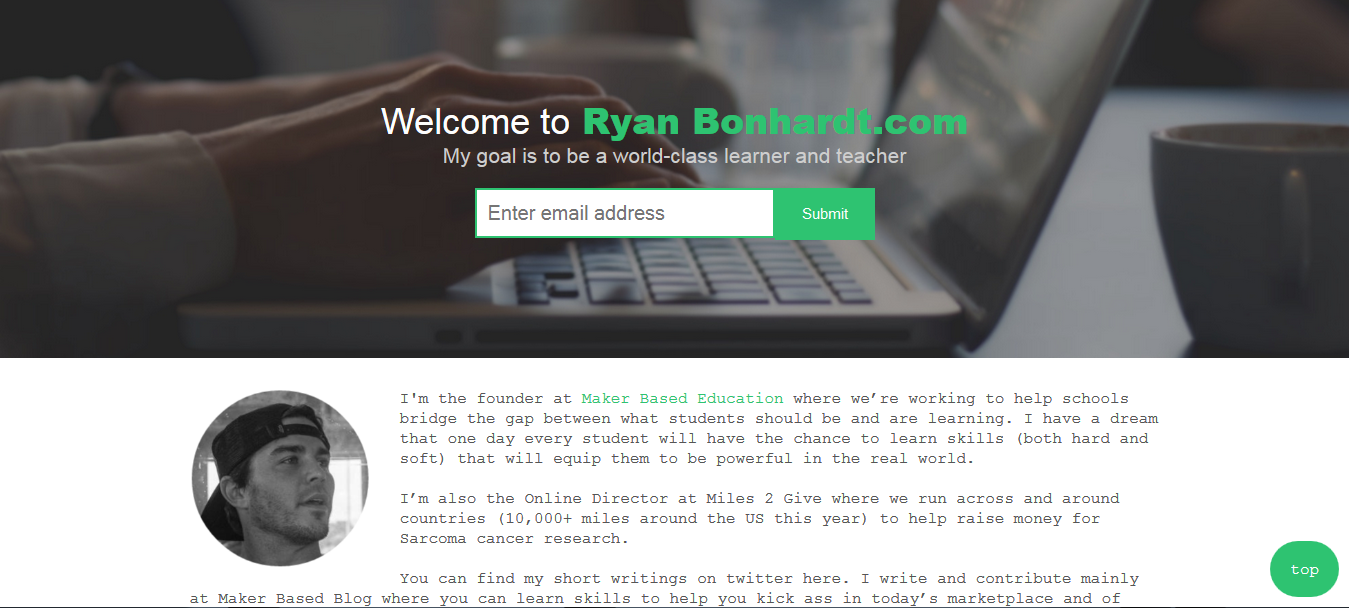 Welcome to Ryan Bonhardt.com
My goal is to be a world-class learner and teacher
Enter email address
Submit
I'm the founder at Maker Based Education where we’re working to help schools
bridge the gap between what students should be and are learning. I have a dream
that one day every student will have the chance to learn skills (both hard and
soft) that will equip them to be powerful in the real world.
I’m also the Online Director at Miles 2 Give where we run across and around
countries (10,000+ miles around the US this year) to help raise money for
Sarcoma cancer research.
You can find my short writings on twitter here. I write and contribute mainly
at Maker Based Blog where you can learn skills to help you kick ass in today’s marketplace and of
top